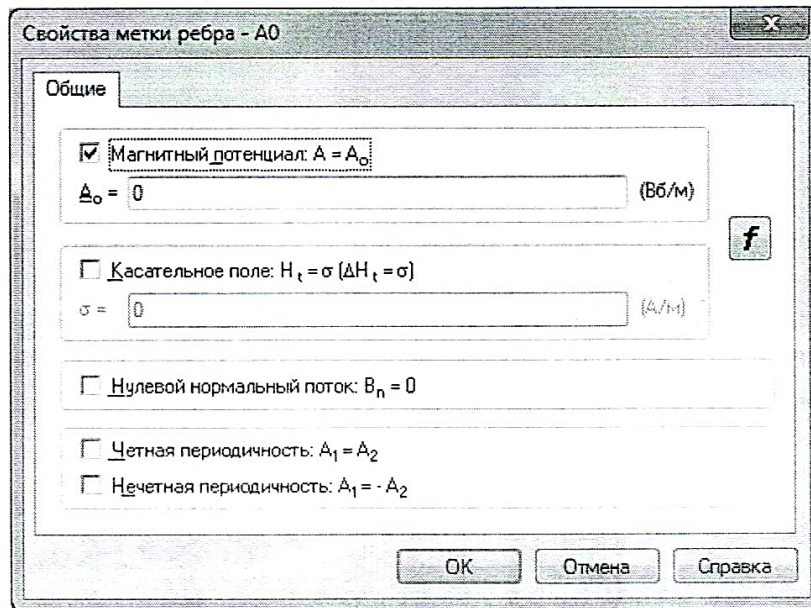 Свойства метки ребра - A0
x
Общие
Магнитный потенциал: A = A₀
A₀ = 0 (Вб/м)
f
Касательное поле: H t = σ (ΔH t = σ)
σ = 0 (А/м)
Нулевой нормальный поток: Bn = 0
Четная периодичность: A₁ = A₂
Нечетная периодичность: A₁ = - A₂
OK Отмена Справка